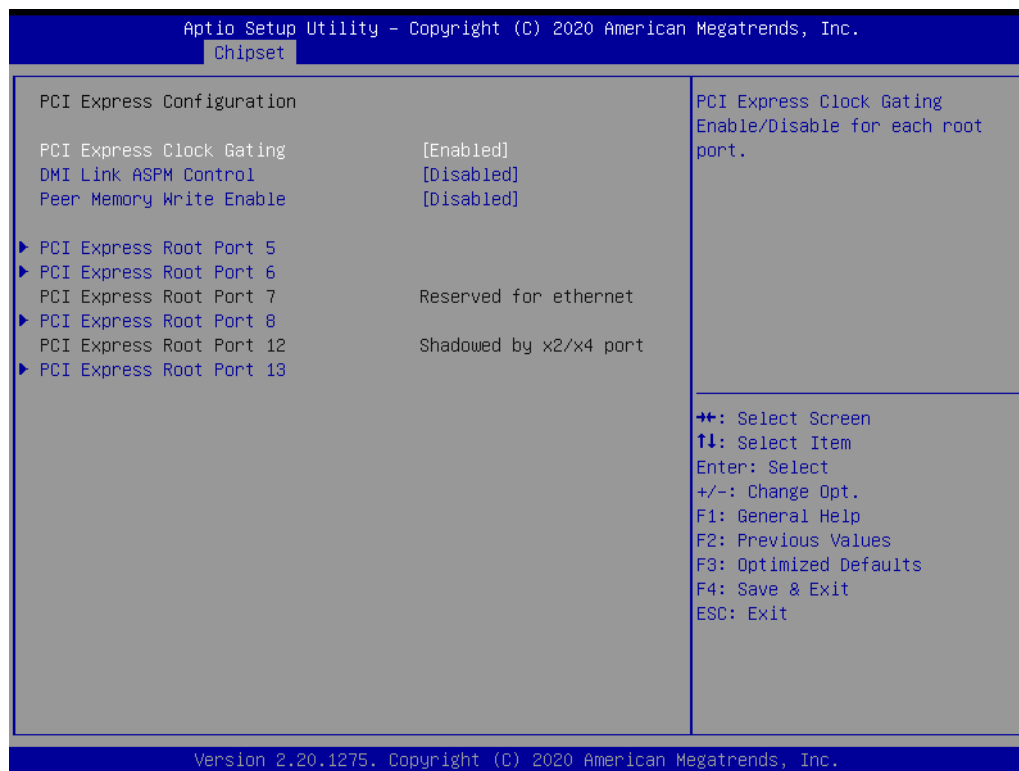 Aptio Setup Utility – Copyright (C) 2020 American Megatrends, Inc.
Chipset
PCI Express Configuration
PCI Express Clock Gating [Enabled]
DMI Link ASPM Control [Disabled]
Peer Memory Write Enable [Disabled]
▶ PCI Express Root Port 5
▶ PCI Express Root Port 6
PCI Express Root Port 7 Reserved for ethernet
▶ PCI Express Root Port 8
PCI Express Root Port 12 Shadowed by x2/x4 port
▶ PCI Express Root Port 13
PCI Express Clock Gating
Enable/Disable for each root
port.
→←: Select Screen
↑↓: Select Item
Enter: Select
+/-: Change Opt.
F1: General Help
F2: Previous Values
F3: Optimized Defaults
F4: Save & Exit
ESC: Exit
Version 2.20.1275. Copyright (C) 2020 American Megatrends, Inc.